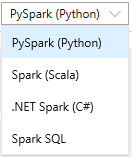 PySpark (Python)
PySpark (Python)
Spark (Scala)
.NET Spark (C#)
Spark SQL